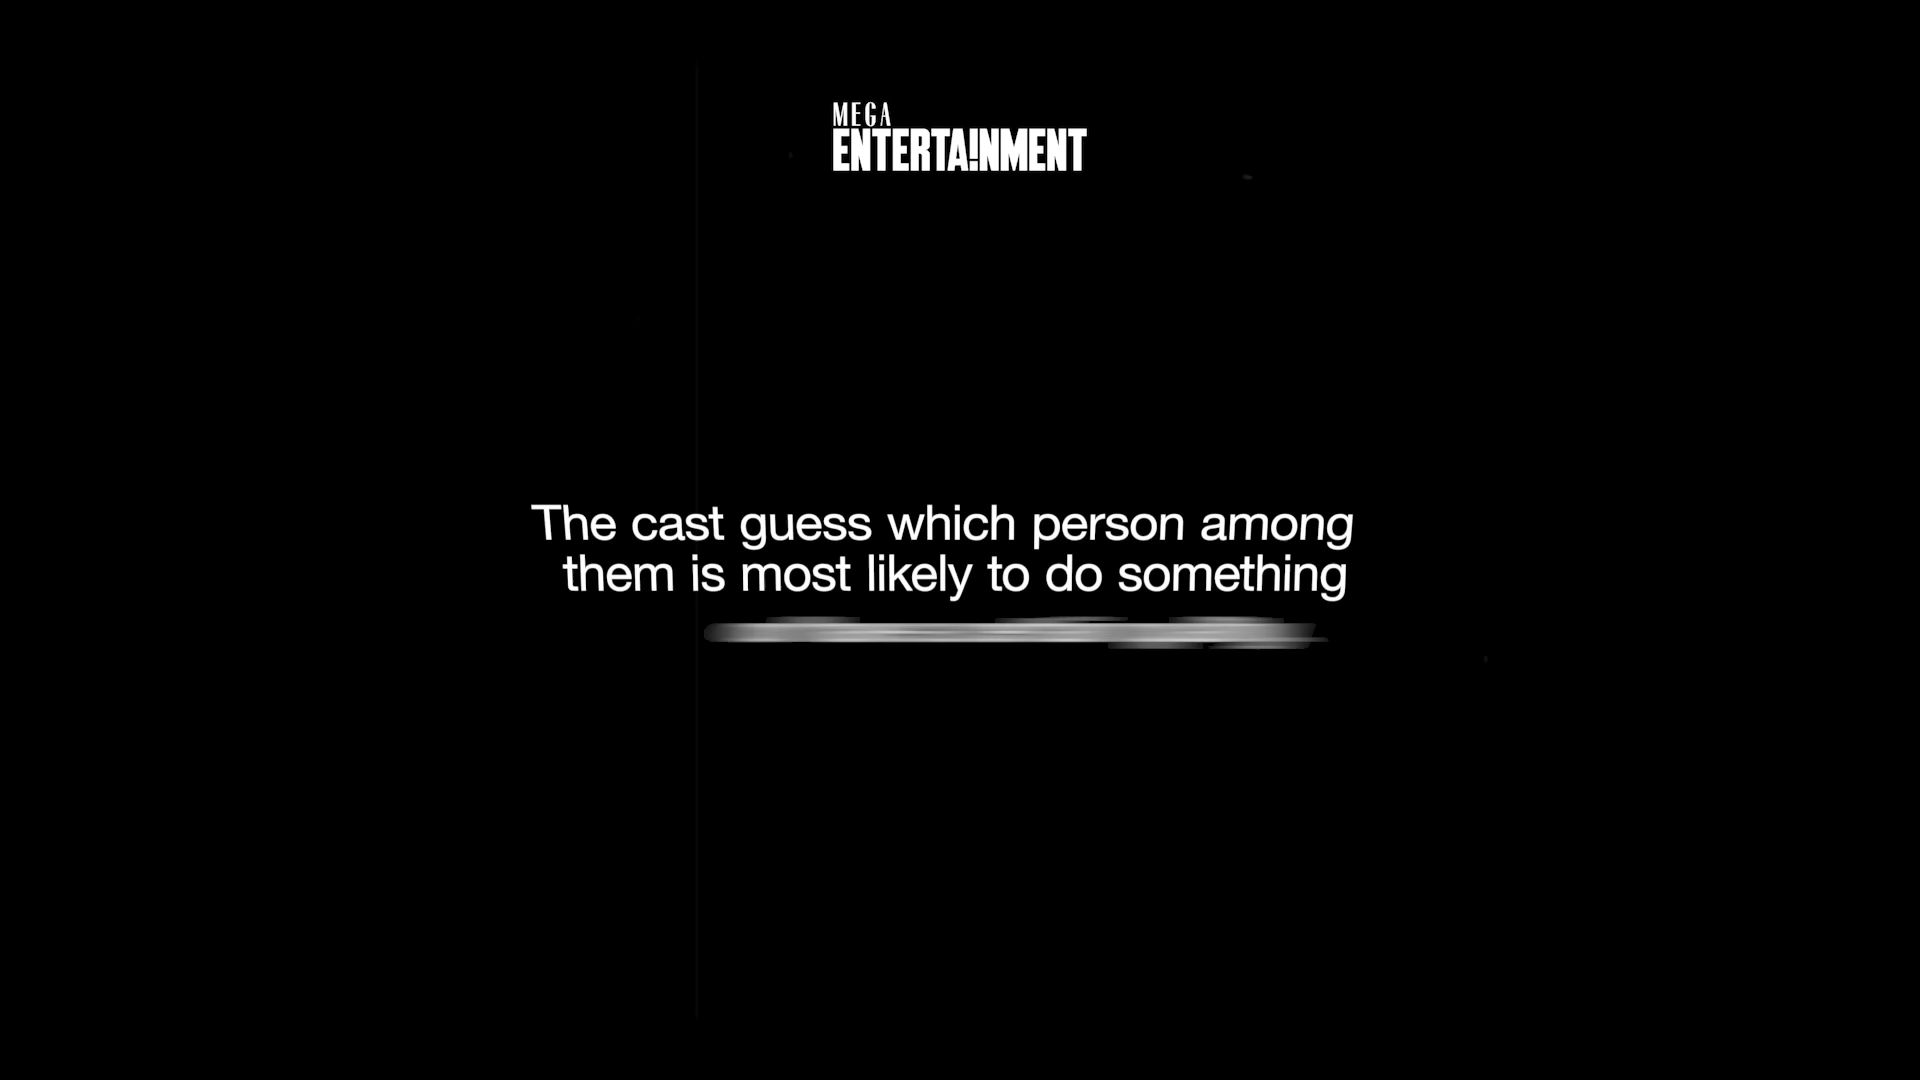 MEGA
ENTERTA!NMENT
The cast guess which person among
them is most likely to do something